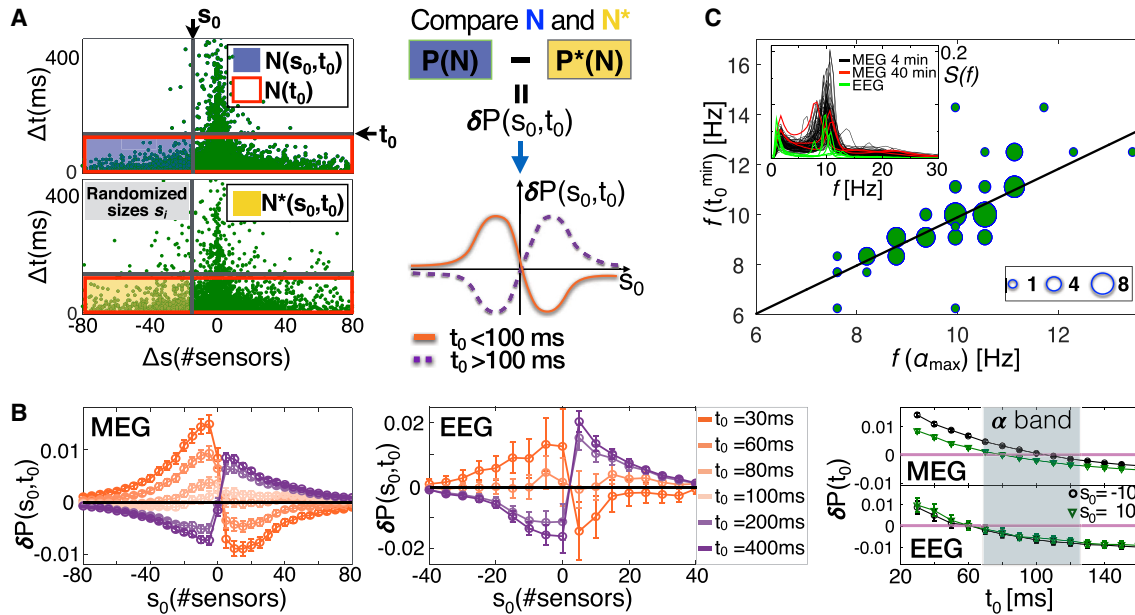 A
s₀
400
Δt(ms)
0
N(s₀,t₀)
N(t₀)
t₀
400
Δt(ms)
0
Randomized
sizes sᵢ
N*(s₀,t₀)
-80 -40 0 40 80
Δs(#sensors)
Compare N and N*
P(N) – P*(N)
=
δP(s₀,t₀)
δP(s₀,t₀)
s₀
t₀<100 ms
t₀>100 ms
C
16
14
12
10
8
6
f(t₀ᵐⁱⁿ) [Hz]
0.2
S(f)
MEG 4 min
MEG 40 min
EEG
0 10 20 30
f [Hz]
1 4 8
6 8 10 12
f(αmax) [Hz]
B
MEG
0.01
0
-0.01
δP(s₀,t₀)
-80 -40 0 40 80
s₀(#sensors)
EEG
0.02
0
-0.02
δP(s₀,t₀)
-40 -20 0 20 40
s₀(#sensors)
t₀ =30ms
t₀ =60ms
t₀ =80ms
t₀ =100ms
t₀ =200ms
t₀ =400ms
α band
0.01
0
-0.01
MEG
δP(t₀)
0.01
0
-0.01
s₀= -10
s₀= 10
EEG
20 60 100 140
t₀ [ms]